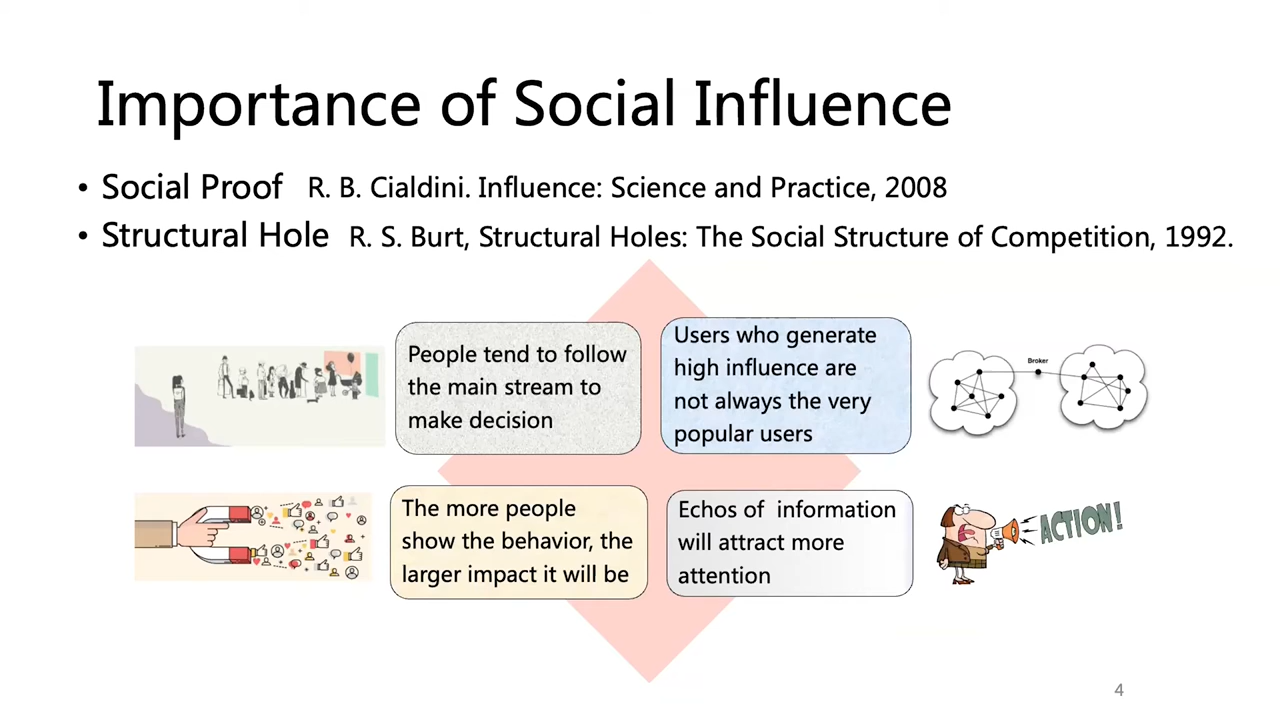 Importance of Social Influence
• Social Proof R. B. Cialdini. Influence: Science and Practice, 2008
• Structural Hole R. S. Burt, Structural Holes: The Social Structure of Competition, 1992.
People tend to follow
the main stream to
make decision
Users who generate
high influence are
not always the very
popular users
Broker
The more people
show the behavior, the
larger impact it will be
Echos of information
will attract more
attention
ACTION!
4